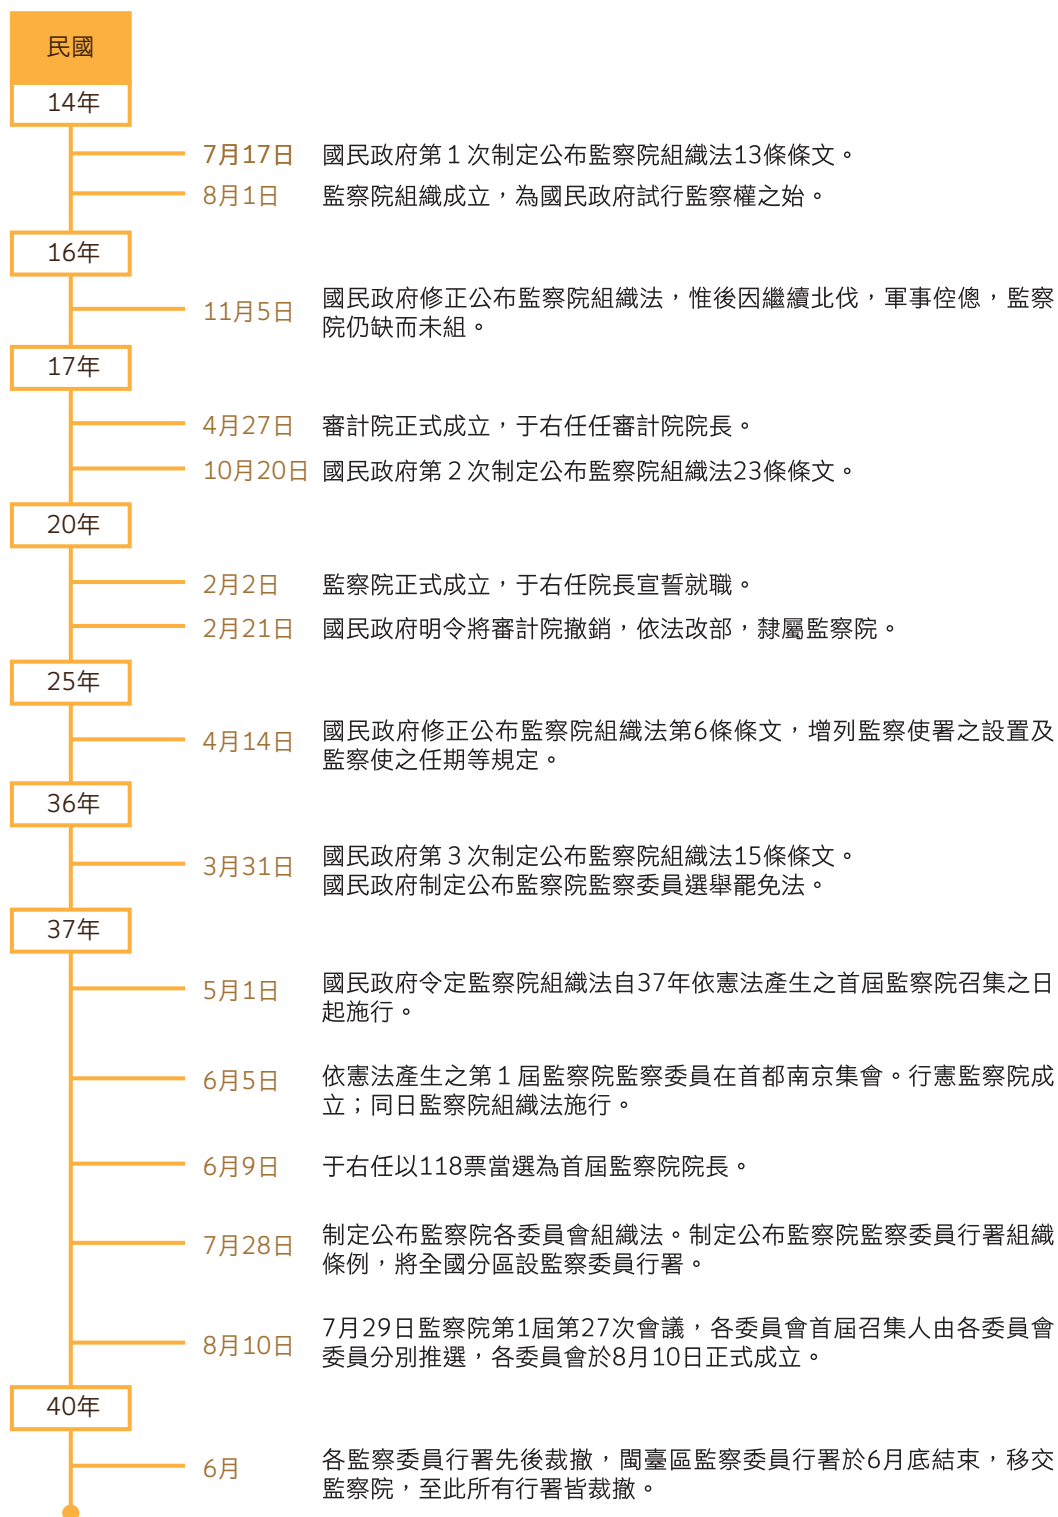 民國
14年
7月17日 國民政府第1次制定公布監察院組織法13條條文。
8月1日 監察院組織成立，為國民政府試行監察權之始。
16年
11月5日 國民政府修正公布監察院組織法，惟後因繼續北伐，軍事倥傯，監察
院仍缺而未組。
17年
4月27日 審計院正式成立，于右任任審計院院長。
10月20日 國民政府第2次制定公布監察院組織法23條條文。
20年
2月2日 監察院正式成立，于右任院長宣誓就職。
2月21日 國民政府明令將審計院撤銷，依法改部，隸屬監察院。
25年
4月14日 國民政府修正公布監察院組織法第6條條文，增列監察使署之設置及
監察使之任期等規定。
36年
3月31日 國民政府第3次制定公布監察院組織法15條條文。
國民政府制定公布監察院監察委員選舉罷免法。
37年
5月1日 國民政府令定監察院組織法自37年依憲法產生之首屆監察院召集之日
起施行。
6月5日 依憲法產生之第1屆監察院監察委員在首都南京集會。行憲監察院成
立；同日監察院組織法施行。
6月9日 于右任以118票當選為首屆監察院院長。
7月28日 制定公布監察院各委員會組織法。制定公布監察院監察委員行署組織
條例，將全國分區設監察委員行署。
8月10日 7月29日監察院第1屆第27次會議，各委員會首屆召集人由各委員會
委員分別推選，各委員會於8月10日正式成立。
40年
6月 各監察委員行署先後裁撤，閩臺區監察委員行署於6月底結束，移交
監察院，至此所有行署皆裁撤。